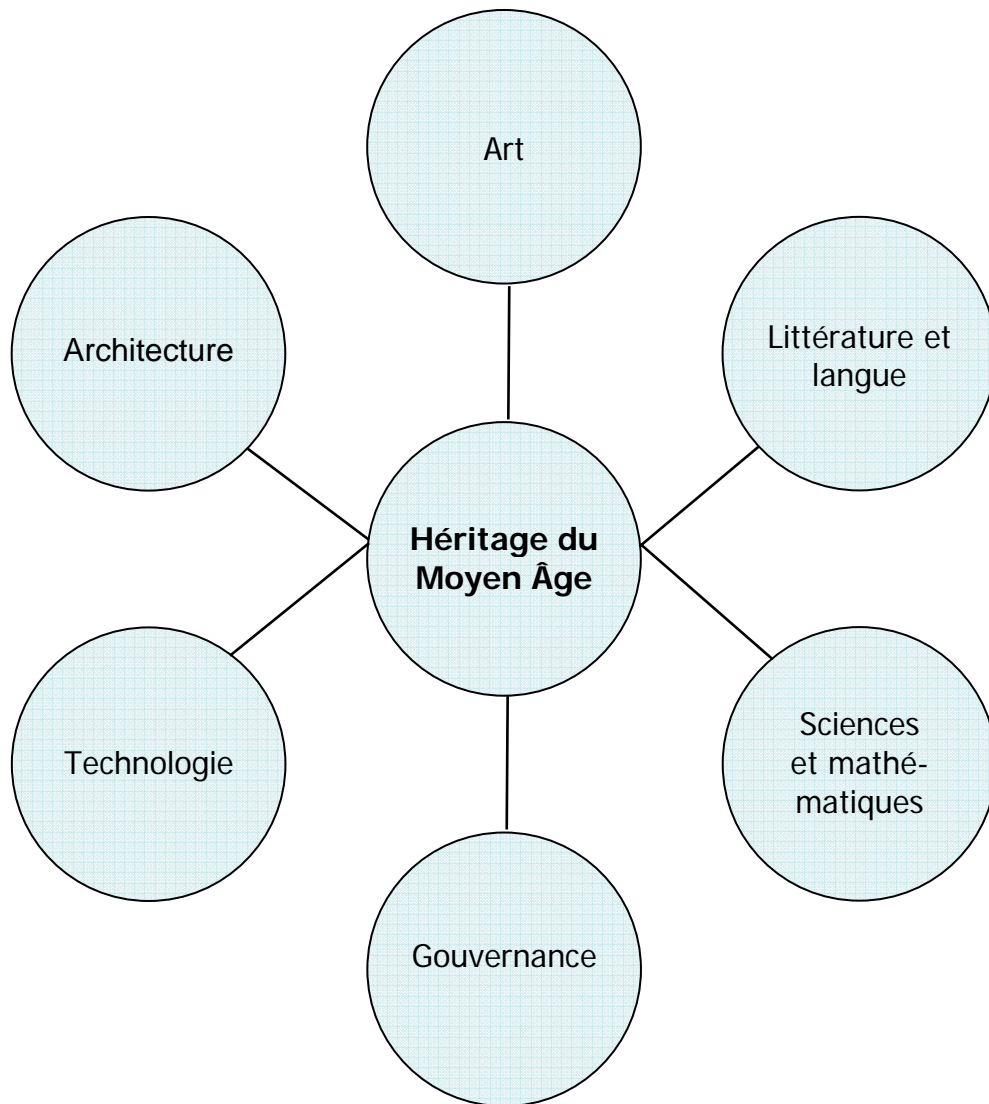 Art
Architecture
Littérature et
langue
Héritage du
Moyen Âge
Technologie
Sciences
et mathé-
matiques
Gouvernance